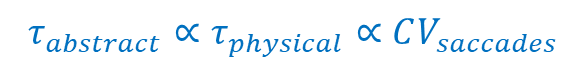 τ_abstract ∝ τ_physical ∝ CV_saccades